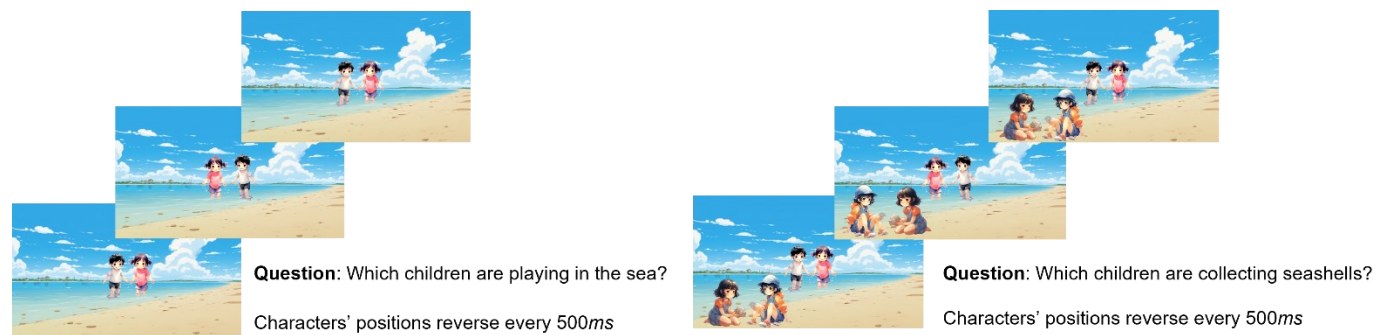 Question: Which children are playing in the sea?
Characters' positions reverse every 500ms
Question: Which children are collecting seashells?
Characters' positions reverse every 500ms